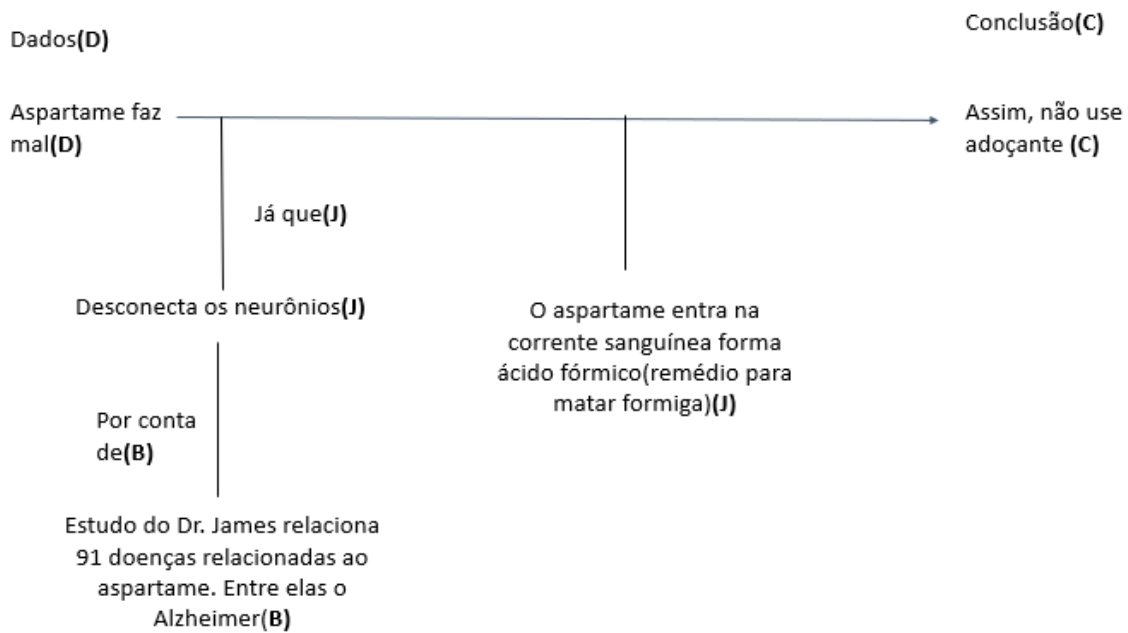 Dados(D)
Conclusão(C)
Aspartame faz
mal(D)
Assim, não use
adoçante (C)
Já que(J)
Desconecta os neurônios(J)
O aspartame entra na
corrente sanguínea forma
ácido fórmico(remédio para
matar formiga)(J)
Por conta
de(B)
Estudo do Dr. James relaciona
91 doenças relacionadas ao
aspartame. Entre elas o
Alzheimer(B)